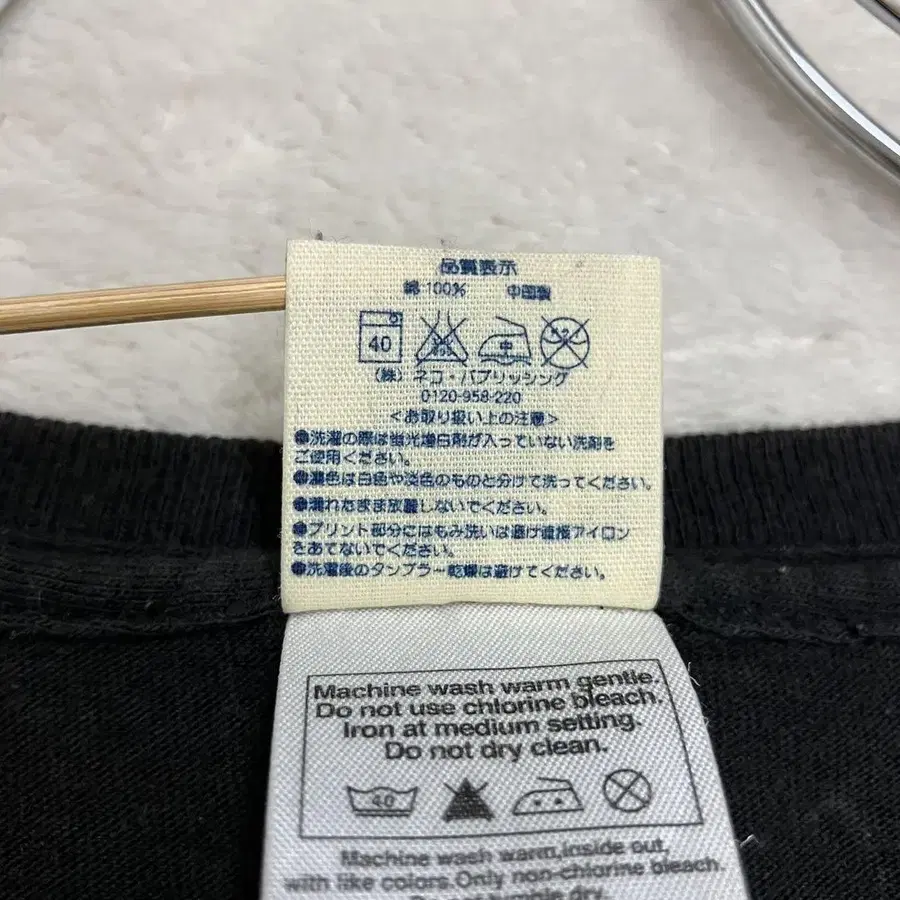 品質表示
綿 100% 中国製
40
中
(株) ネコ・パブリッシング
0120-958-220
<お取り扱い上の注意>
●洗濯の際は蛍光増白剤が入っていない洗剤を
ご使用ください。
●濃色は白色や淡色のものと分けて洗ってください。
●濡れたまま放置しないでください。
●プリント部分にはもみ洗いは避け直接アイロン
をあてないでください。
●洗濯後のタンブラー乾燥は避けてください。
Machine wash warm gentle.
Do not use chlorine bleach.
Iron at medium setting.
Do not dry clean.
40
Machine wash warm,inside out,
with like colors.Only non-chlorine bleach.
Do not tumble dry.